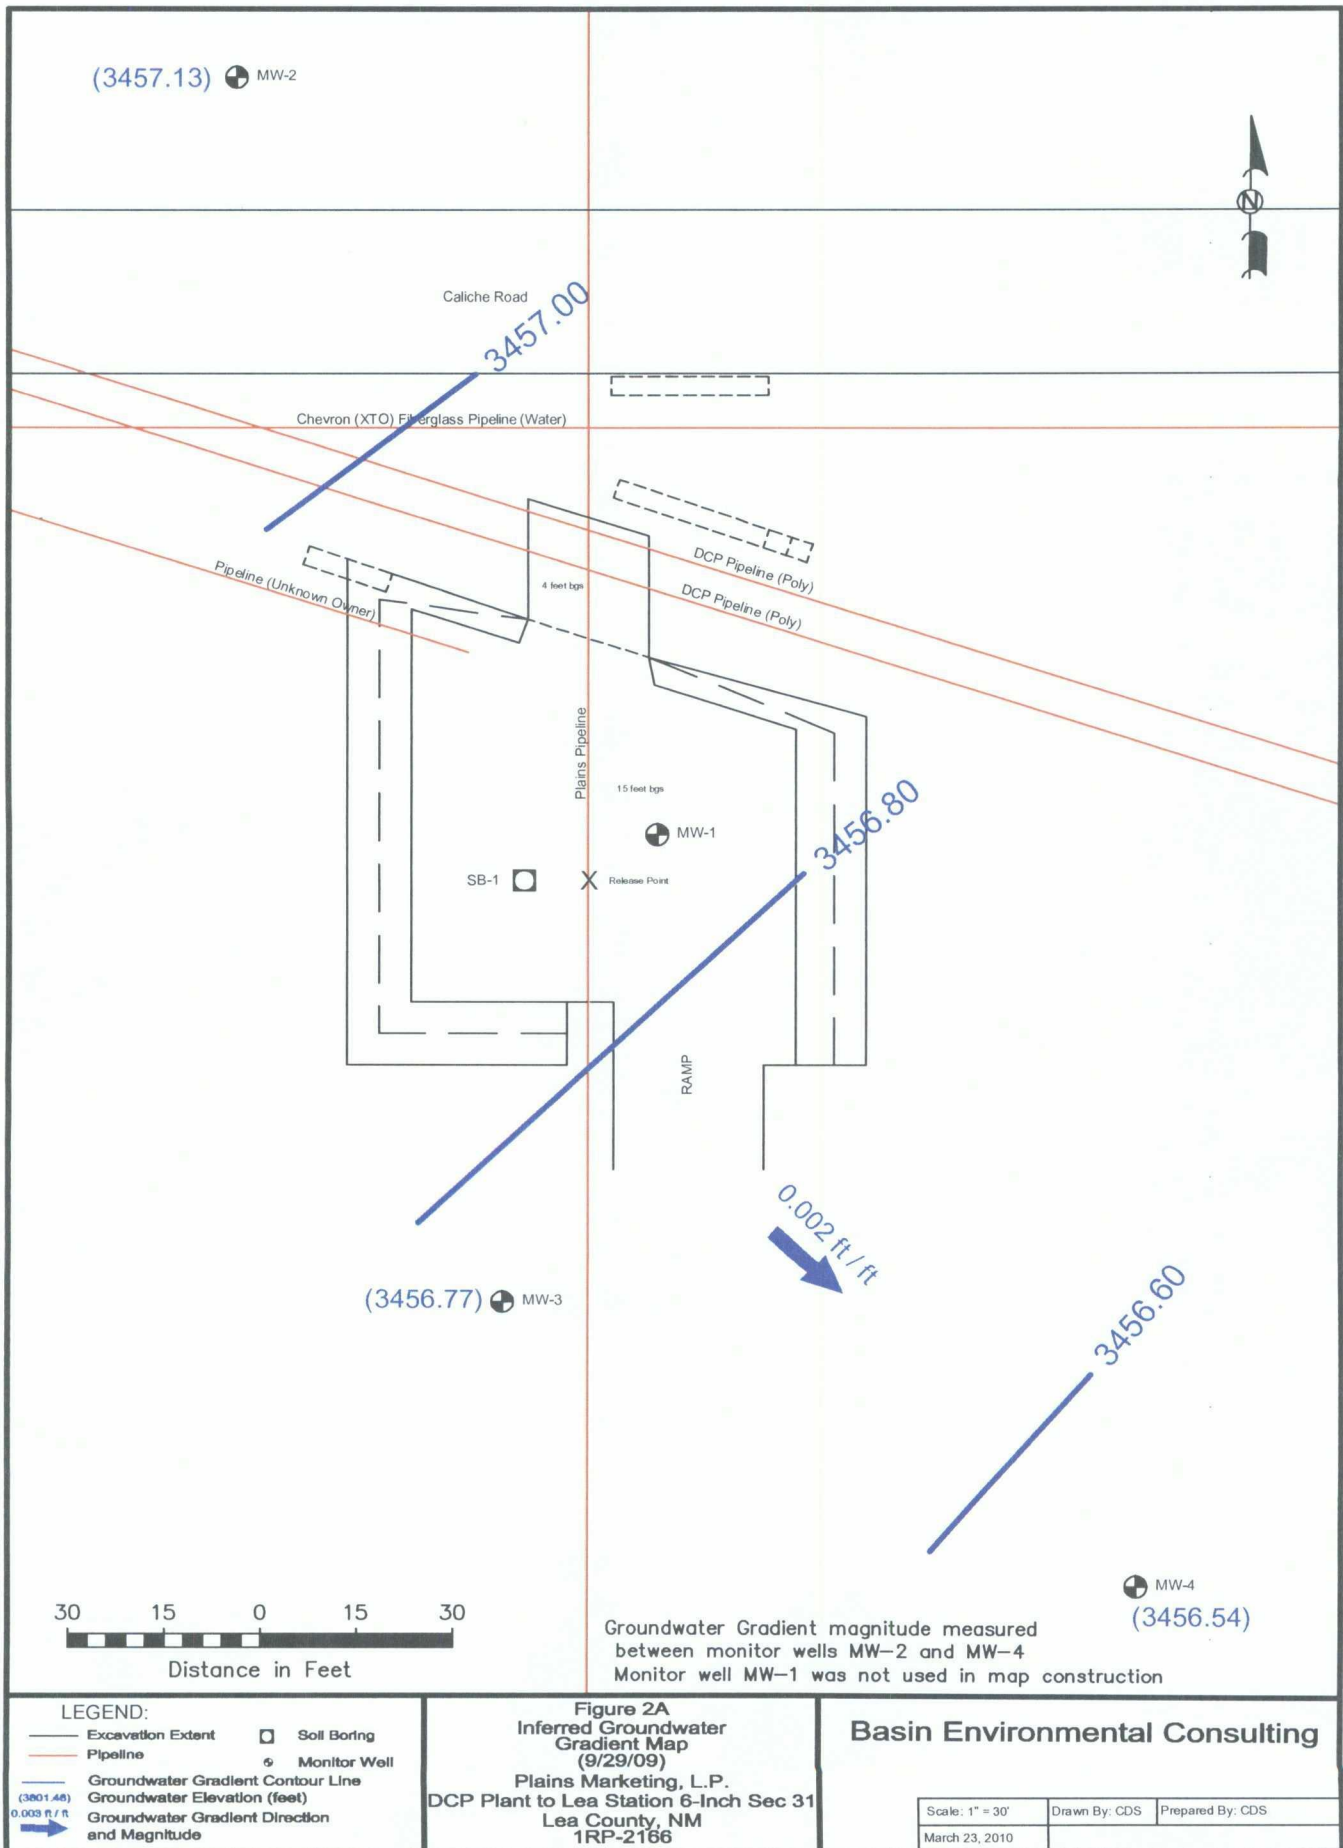 (3457.13) MW-2
N
Caliche Road
3457.00
Chevron (XTO) Fiberglass Pipeline (Water)
DCP Pipeline (Poly)
Pipeline (Unknown Owner)
4 feet bgs
DCP Pipeline (Poly)
Plains Pipeline
15 feet bgs
MW-1
3456.80
SB-1
X Release Point
RAMP
0.002 ft / ft
(3456.77) MW-3
3456.60
MW-4
(3456.54)
30 15 0 15 30
Distance in Feet
Groundwater Gradient magnitude measured
between monitor wells MW-2 and MW-4
Monitor well MW-1 was not used in map construction
LEGEND:
Excavation Extent
Soil Boring
Pipeline
Monitor Well
Groundwater Gradient Contour Line
(3801.46) Groundwater Elevation (feet)
0.003 ft / ft Groundwater Gradient Direction
and Magnitude
Figure 2A
Inferred Groundwater
Gradient Map
(9/29/09)
Plains Marketing, L.P.
DCP Plant to Lea Station 6-Inch Sec 31
Lea County, NM
1RP-2166
Basin Environmental Consulting
Scale: 1" = 30'
Drawn By: CDS
Prepared By: CDS
March 23, 2010